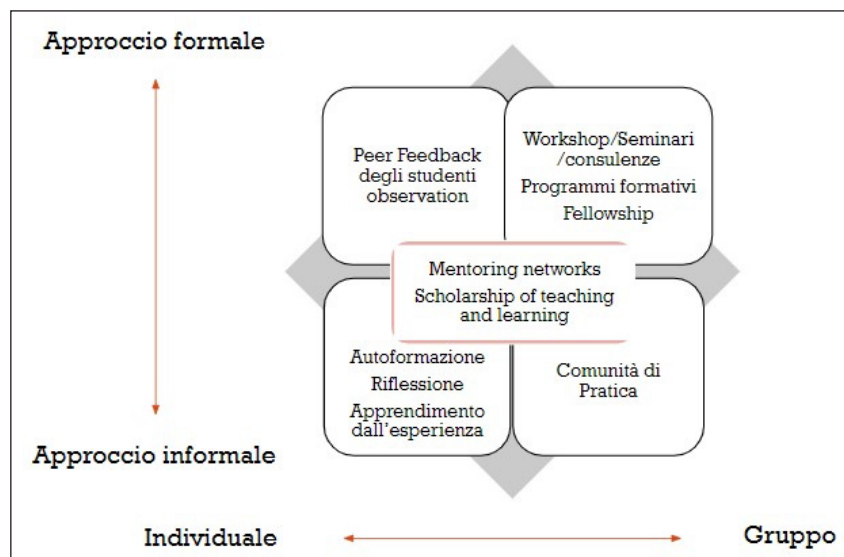 Approccio formale
Peer Feedback
degli studenti
observation
Workshop/Seminari
/consulenze
Programmi formativi
Fellowship
Mentoring networks
Scholarship of teaching
and learning
Autoformazione
Riflessione
Apprendimento
dall'esperienza
Comunità di
Pratica
Approccio informale
Individuale
Gruppo